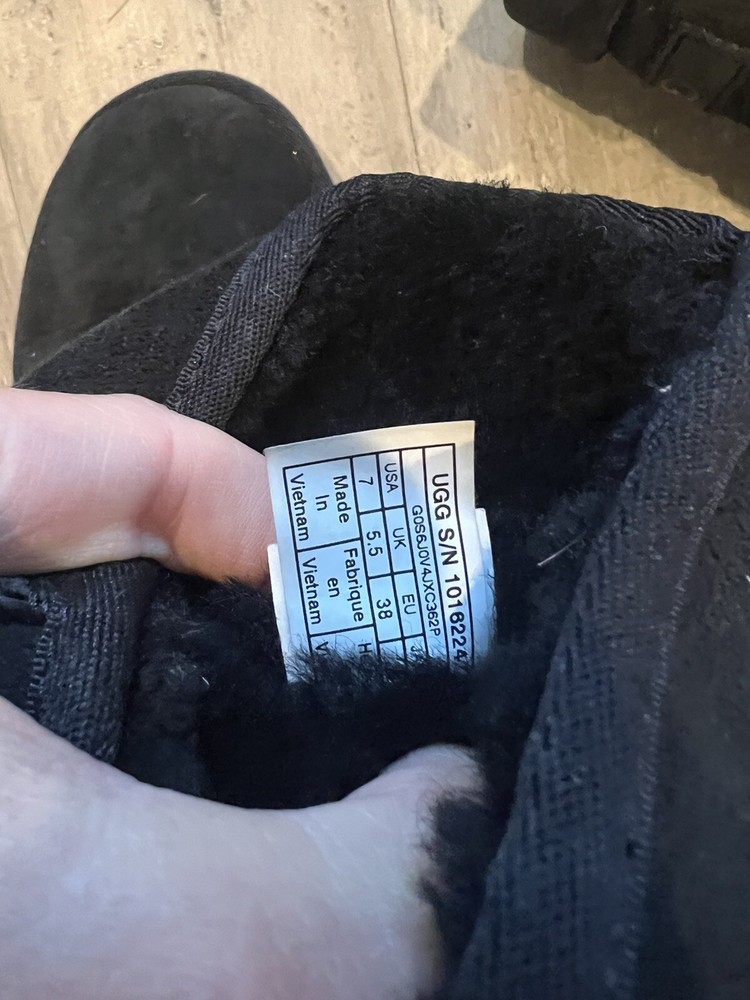 UGG S/N 1016224
G0S6J0V4JXC362P
USA UK EU
7 5.5 38
Made Fabrique
In en
Vietnam Vietnam